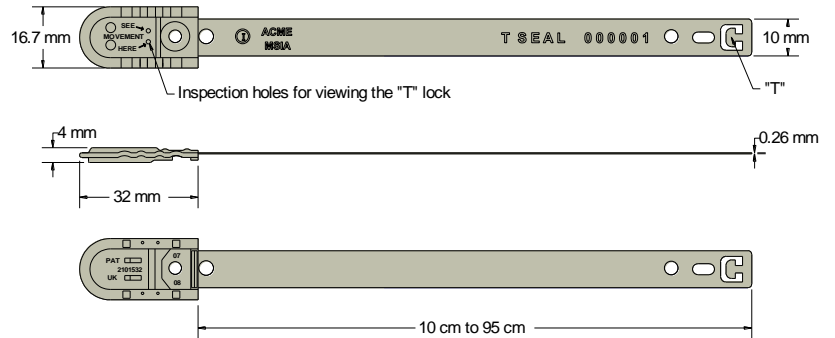 16.7 mm
SEE
MOVEMENT
HERE
I
ACME
MSIA
T SEAL 000001
10 mm
"T"
Inspection holes for viewing the "T" lock
4 mm
0.26 mm
32 mm
PAT
2101532
UK
07
08
10 cm to 95 cm